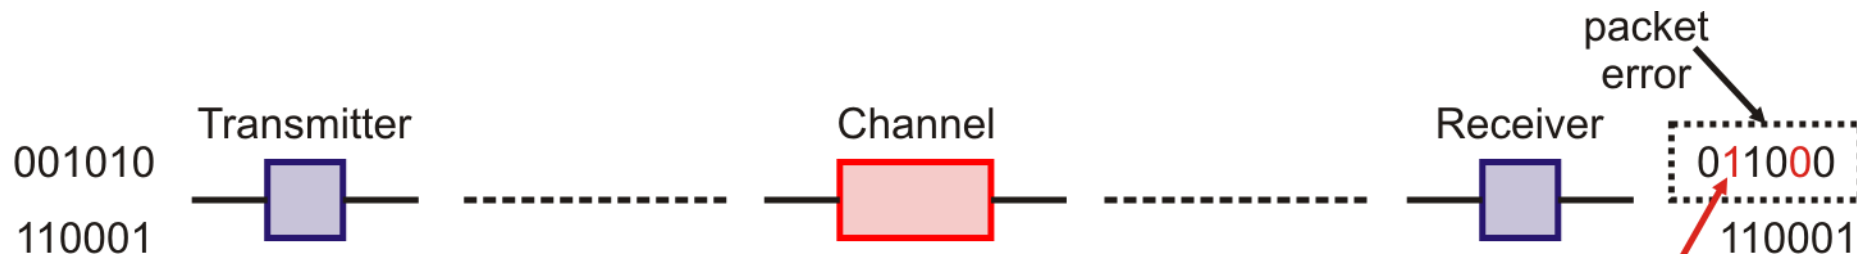 packet
error
Transmitter
Channel
Receiver
001010
011000
110001
110001